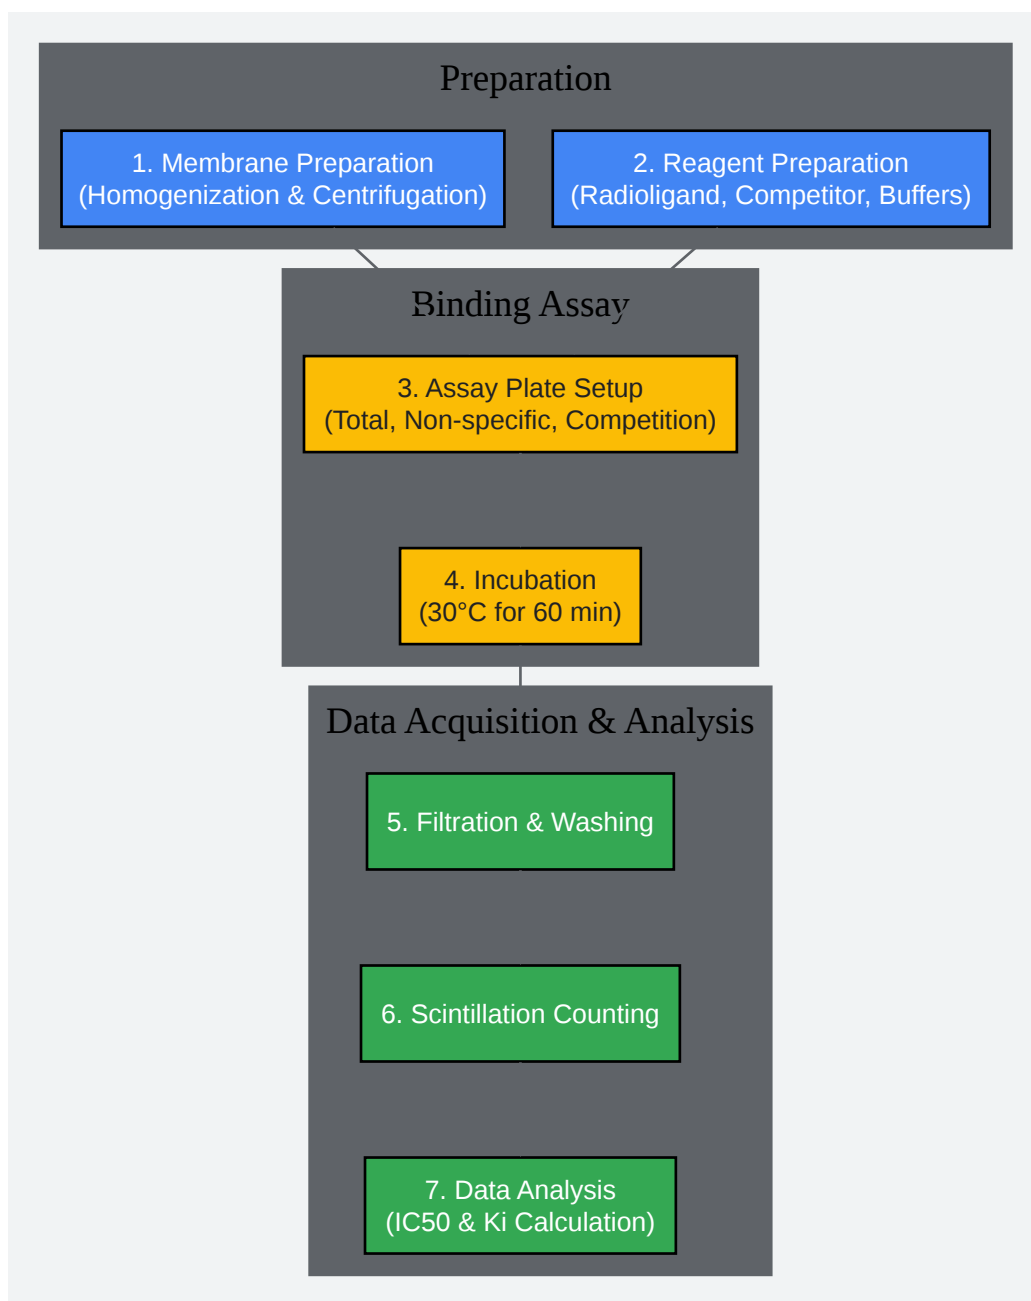 Preparation
1. Membrane Preparation
(Homogenization & Centrifugation)
2. Reagent Preparation
(Radioligand, Competitor, Buffers)
Binding Assay
3. Assay Plate Setup
(Total, Non-specific, Competition)
4. Incubation
(30°C for 60 min)
Data Acquisition & Analysis
5. Filtration & Washing
6. Scintillation Counting
7. Data Analysis
(IC50 & Ki Calculation)